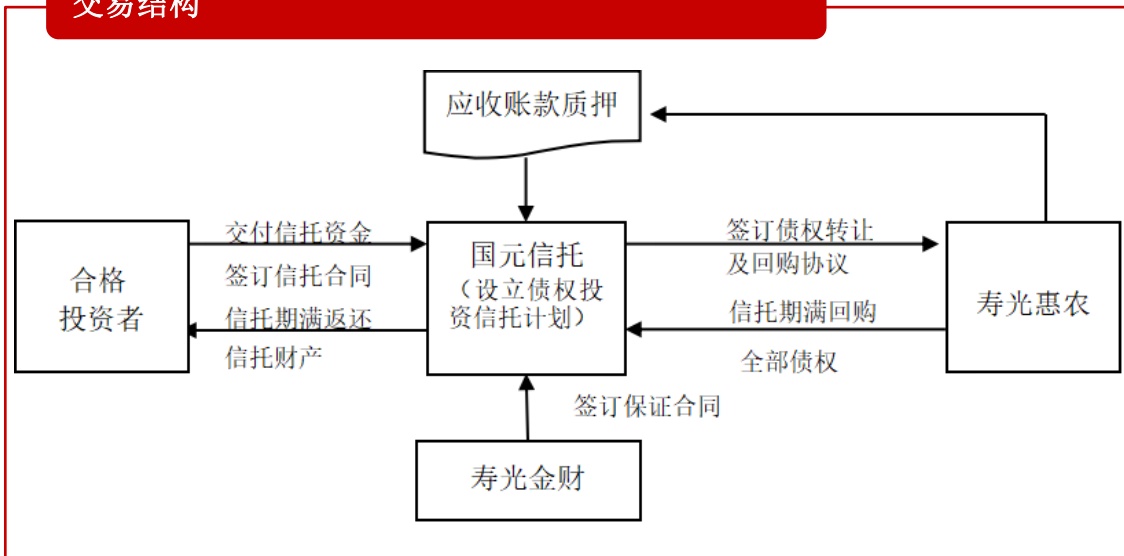 交易结构
应收账款质押
交付信托资金
签订信托合同
信托期满返还
信托财产
合格
投资者
国元信托
（设立债权投
资信托计划）
签订债权转让
及回购协议
信托期满回购
全部债权
寿光惠农
签订保证合同
寿光金财